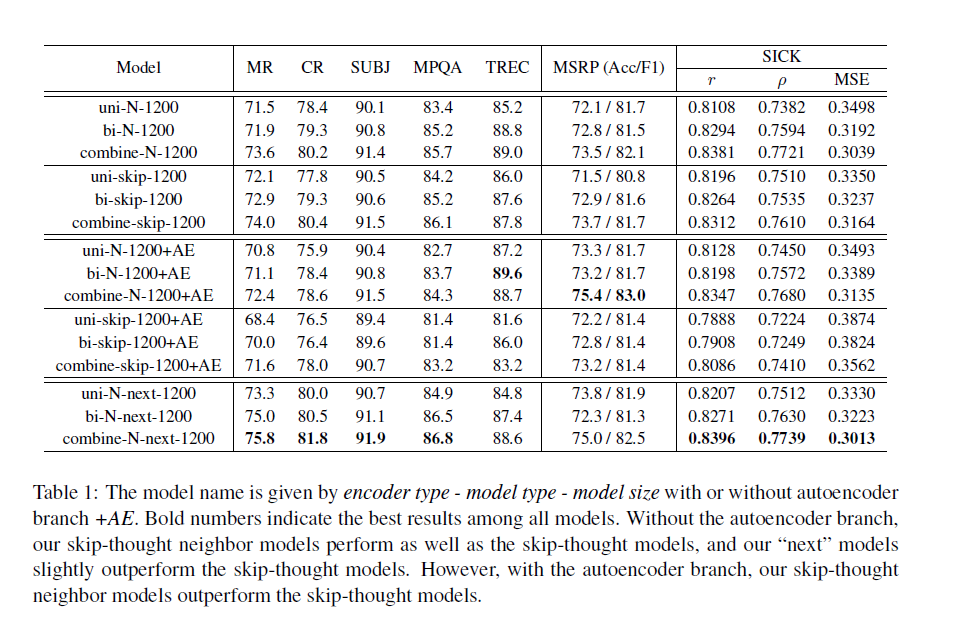 Model MR CR SUBJ MPQA TREC MSRP (Acc/F1) SICK
r ρ MSE
uni-N-1200 71.5 78.4 90.1 83.4 85.2 72.1 / 81.7 0.8108 0.7382 0.3498
bi-N-1200 71.9 79.3 90.8 85.2 88.8 72.8 / 81.5 0.8294 0.7594 0.3192
combine-N-1200 73.6 80.2 91.4 85.7 89.0 73.5 / 82.1 0.8381 0.7721 0.3039
uni-skip-1200 72.1 77.8 90.5 84.2 86.0 71.5 / 80.8 0.8196 0.7510 0.3350
bi-skip-1200 72.9 79.3 90.6 85.2 87.6 72.9 / 81.6 0.8264 0.7535 0.3237
combine-skip-1200 74.0 80.4 91.5 86.1 87.8 73.7 / 81.7 0.8312 0.7610 0.3164
uni-N-1200+AE 70.8 75.9 90.4 82.7 87.2 73.3 / 81.7 0.8128 0.7450 0.3493
bi-N-1200+AE 71.1 78.4 90.8 83.7 89.6 73.2 / 81.7 0.8198 0.7572 0.3389
combine-N-1200+AE 72.4 78.6 91.5 84.3 88.7 75.4 / 83.0 0.8347 0.7680 0.3135
uni-skip-1200+AE 68.4 76.5 89.4 81.4 81.6 72.2 / 81.4 0.7888 0.7224 0.3874
bi-skip-1200+AE 70.0 76.4 89.6 81.4 86.0 72.8 / 81.4 0.7908 0.7249 0.3824
combine-skip-1200+AE 71.6 78.0 90.7 83.2 83.2 73.2 / 81.4 0.8086 0.7410 0.3562
uni-N-next-1200 73.3 80.0 90.7 84.9 84.8 73.8 / 81.9 0.8207 0.7512 0.3330
bi-N-next-1200 75.0 80.5 91.1 86.5 87.4 72.3 / 81.3 0.8271 0.7630 0.3223
combine-N-next-1200 75.8 81.8 91.9 86.8 88.6 75.0 / 82.5 0.8396 0.7739 0.3013
Table 1: The model name is given by encoder type - model type - model size with or without autoencoder
branch +AE. Bold numbers indicate the best results among all models. Without the autoencoder branch,
our skip-thought neighbor models perform as well as the skip-thought models, and our “next” models
slightly outperform the skip-thought models. However, with the autoencoder branch, our skip-thought
neighbor models outperform the skip-thought models.